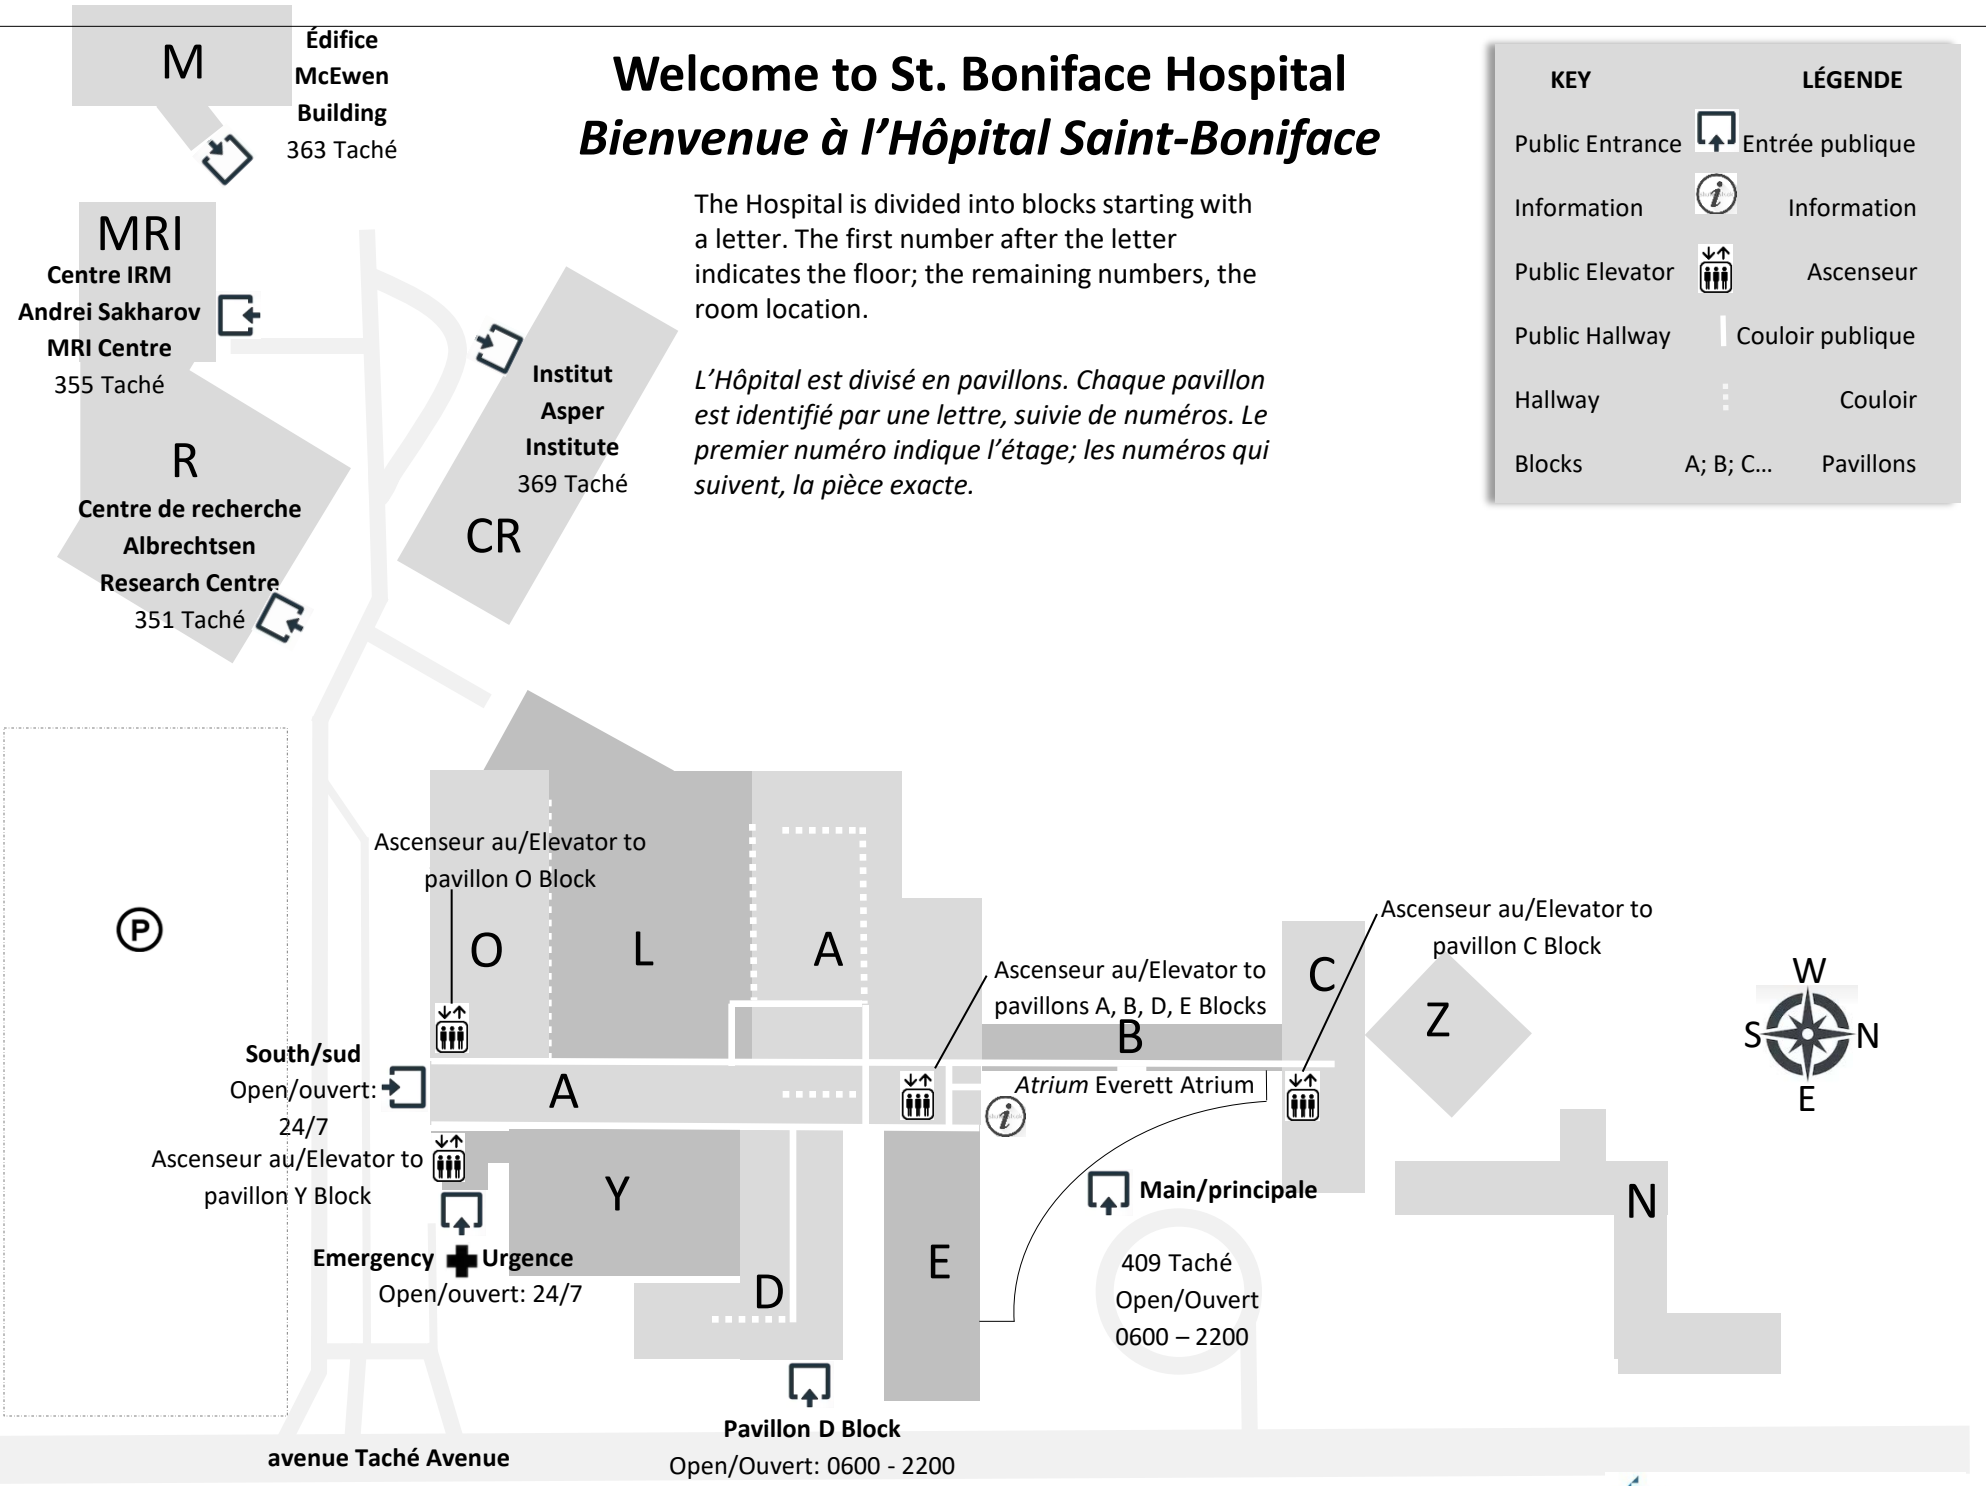 Welcome to St. Boniface Hospital
Bienvenue à l’Hôpital Saint-Boniface
The Hospital is divided into blocks starting with
a letter. The first number after the letter
indicates the floor; the remaining numbers, the
room location.
L’Hôpital est divisé en pavillons. Chaque pavillon
est identifié par une lettre, suivie de numéros. Le
premier numéro indique l’étage; les numéros qui
suivent, la pièce exacte.
KEY LÉGENDE
Public Entrance Entrée publique
Information i Information
Public Elevator Ascenseur
Public Hallway Couloir publique
Hallway Couloir
Blocks A; B; C... Pavillons
M
Édifice
McEwen
Building
363 Taché
MRI
Centre IRM
Andrei Sakharov
MRI Centre
355 Taché
R
Centre de recherche
Albrechtsen
Research Centre
351 Taché
Institut
Asper
Institute
369 Taché
CR
P
Ascenseur au/Elevator to
pavillon O Block
O
L
A
Ascenseur au/Elevator to
pavillons A, B, D, E Blocks
B
Atrium Everett Atrium
i
C
Ascenseur au/Elevator to
pavillon C Block
Z
W
S N
E
South/sud
Open/ouvert:
24/7
A
Ascenseur au/Elevator to
pavillon Y Block
Y
Emergency Urgence
Open/ouvert: 24/7
D
E
Main/principale
409 Taché
Open/Ouvert
0600 – 2200
N
Pavillon D Block
Open/Ouvert: 0600 - 2200
avenue Taché Avenue